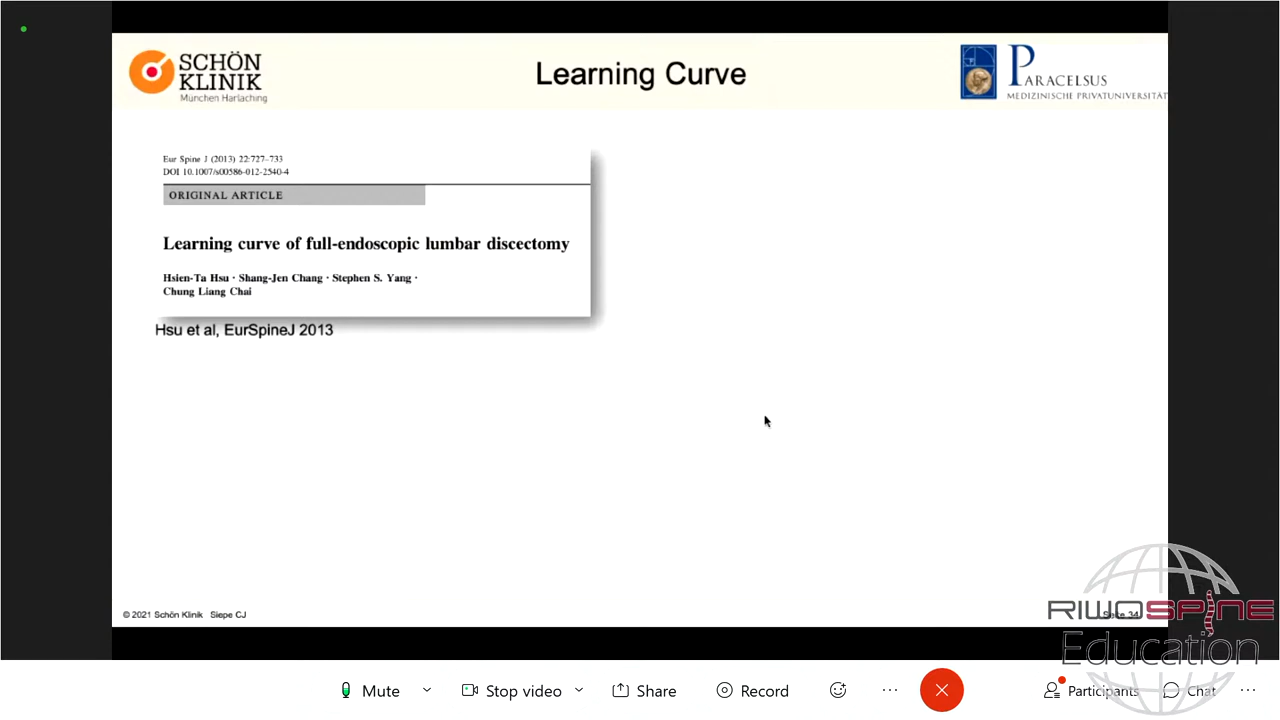 SCHÖN
KLINIK
München Harlaching
Learning Curve
PARACELSUS
MEDIZINISCHE PRIVATUNIVERSITÄT
Eur Spine J (2013) 22:727–733
DOI 10.1007/s00586-012-2540-4
ORIGINAL ARTICLE
Learning curve of full-endoscopic lumbar discectomy
Hsien-Ta Hsu · Shang-Jen Chang · Stephen S. Yang ·
Chung Liang Chai
Hsu et al, EurSpineJ 2013
© 2021 Schön Klinik Siepe CJ
Seite 34
RIWOSPINE
Education
Mute
Stop video
Share
Record
Participants
Chat